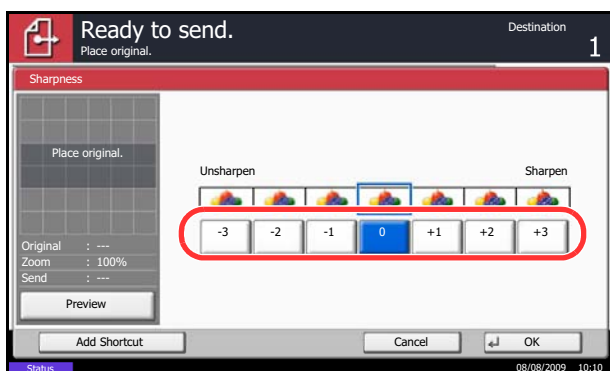 Ready to send.
Destination
Place original.
1
Sharpness
Place original.
Unsharpen
Sharpen
-3 -2 -1 0 +1 +2 +3
Original : ---
Zoom : 100%
Send : ---
Preview
Add Shortcut
Cancel
OK
Status
08/08/2009 10:10